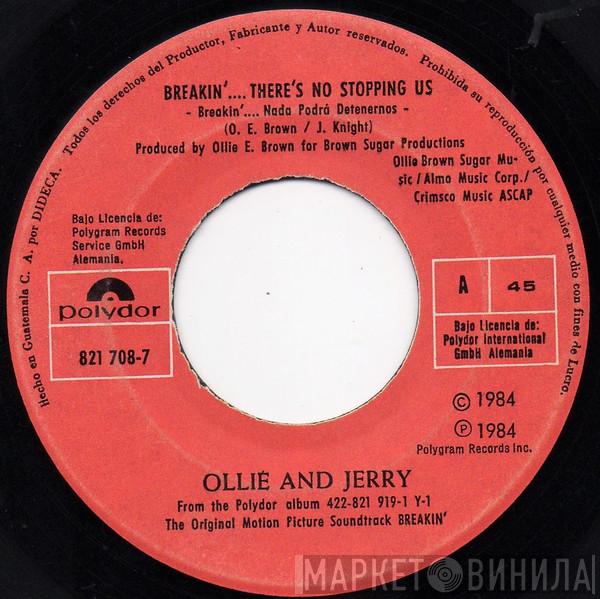 Hecho en Guatemala C. A. por DIDECA. Todos los derechos del Productor, Fabricante y Autor reservados. Prohibida su reproducción por cualquier medio con fines de Lucro.
BREAKIN'.... THERE'S NO STOPPING US
- Breakin'.... Nada Podrá Detenernos -
(O. E. Brown / J. Knight)
Produced by Ollie E. Brown for Brown Sugar Productions
Ollie Brown Sugar Mu-
sic / Almo Music Corp./
Crimsco Music ASCAP
Bajo Licencia de:
Polygram Records
Service GmbH
Alemania.
polydor
821 708-7
A 45
Bajo Licencia de:
Polydor International
GmbH Alemania
© 1984
℗ 1984
Polygram Records Inc.
OLLIE AND JERRY
From the Polydor album 422-821 919-1 Y-1
The Original Motion Picture Soundtrack BREAKIN'
МАРКЕТ ВИНИЛА